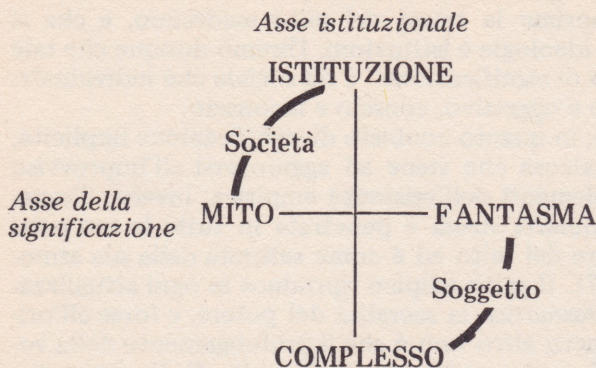 Asse istituzionale
ISTITUZIONE
Società
Asse della
significazione
MITO
FANTASMA
Soggetto
COMPLESSO